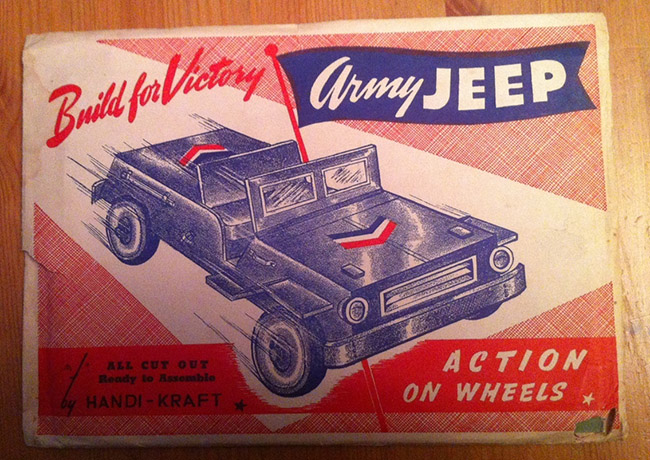 Build for Victory
Army JEEP
ALL CUT OUT
Ready to Assemble
by HANDI-KRAFT
ACTION
ON WHEELS